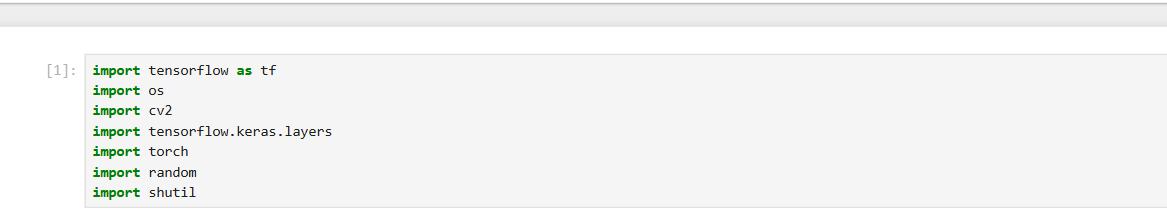 [1]: import tensorflow as tf
import os
import cv2
import tensorflow.keras.layers
import torch
import random
import shutil